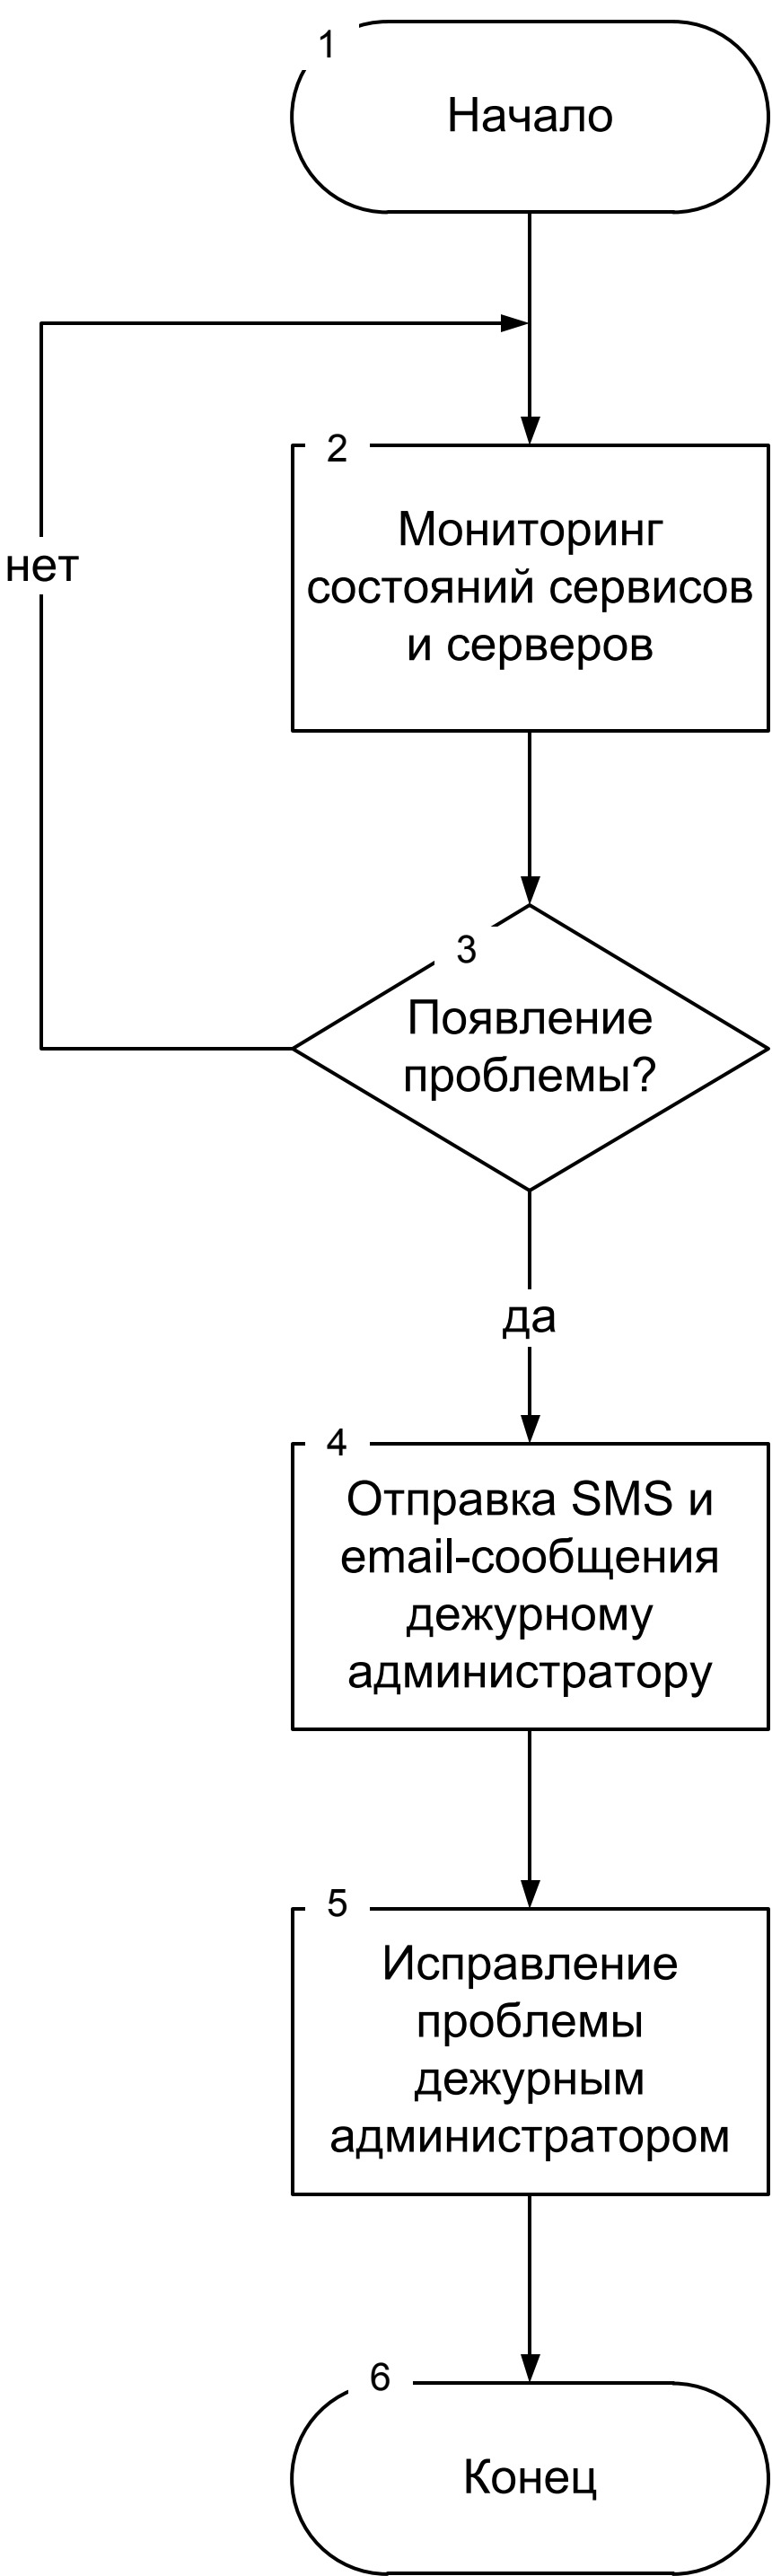 1
Начало
2
Мониторинг
состояний сервисов
и серверов
нет
3
Появление
проблемы?
да
4
Отправка SMS и
email-сообщения
дежурному
администратору
5
Исправление
проблемы
дежурным
администратором
6
Конец